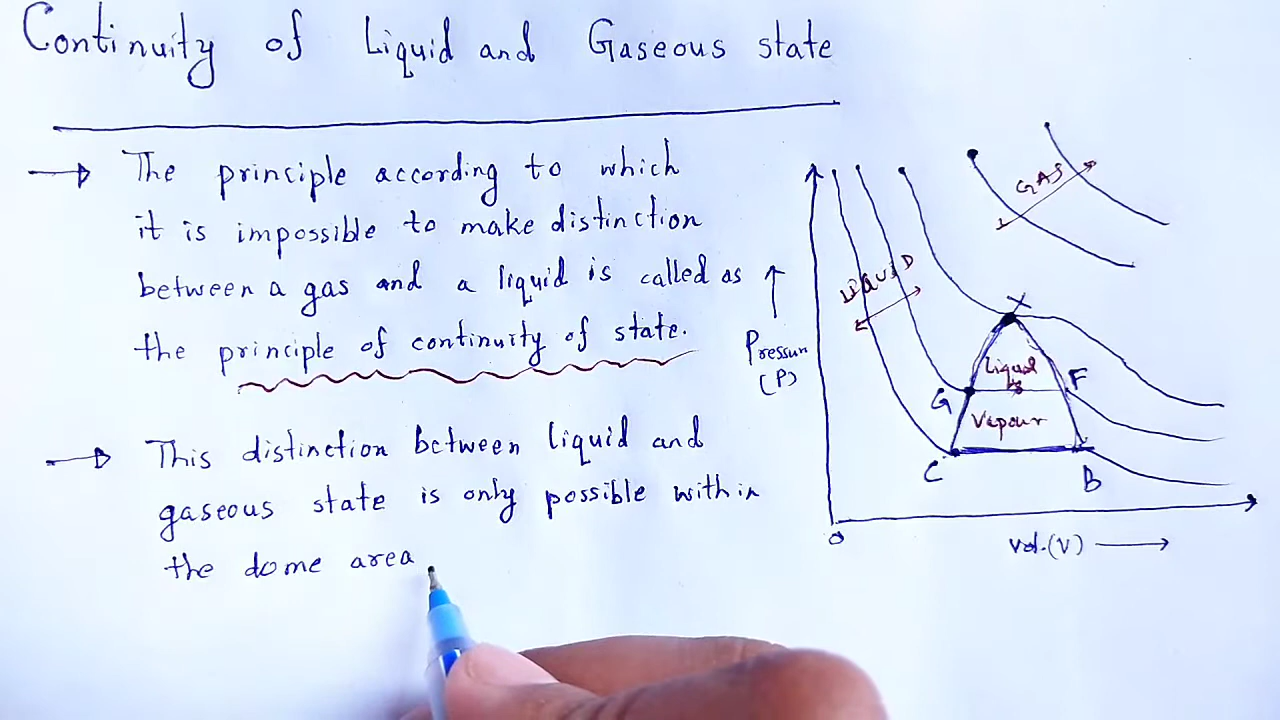 Continuity of Liquid and Gaseous state
The principle according to which
it is impossible to make distinction
between a gas and a liquid is called as
the principle of continuity of state.
This distinction between liquid and
gaseous state is only possible within
the dome area
GAS
LIQUID
X
Pressure
(P)
Liquid
G
F
Vapour
C
B
O
Vol.(V)